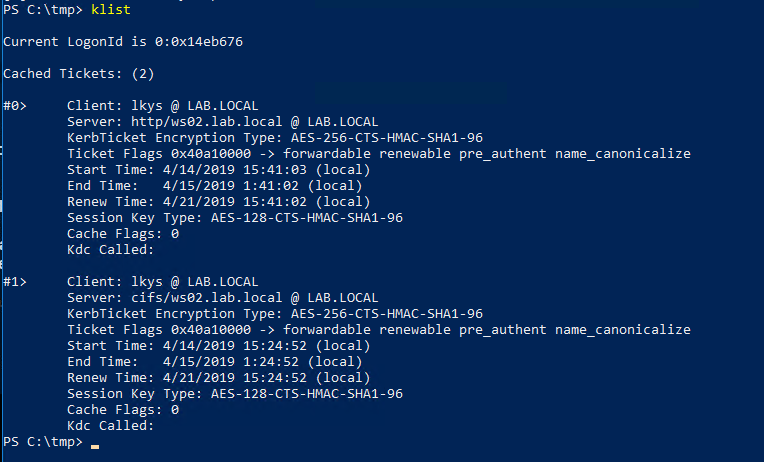 PS C:\tmp> klist
Current LogonId is 0:0x14eb676
Cached Tickets: (2)
#0> Client: lkys @ LAB.LOCAL
Server: http/ws02.lab.local @ LAB.LOCAL
KerbTicket Encryption Type: AES-256-CTS-HMAC-SHA1-96
Ticket Flags 0x40a10000 -> forwardable renewable pre_authent name_canonicalize
Start Time: 4/14/2019 15:41:03 (local)
End Time: 4/15/2019 1:41:02 (local)
Renew Time: 4/21/2019 15:41:02 (local)
Session Key Type: AES-128-CTS-HMAC-SHA1-96
Cache Flags: 0
Kdc Called:
#1> Client: lkys @ LAB.LOCAL
Server: cifs/ws02.lab.local @ LAB.LOCAL
KerbTicket Encryption Type: AES-256-CTS-HMAC-SHA1-96
Ticket Flags 0x40a10000 -> forwardable renewable pre_authent name_canonicalize
Start Time: 4/14/2019 15:24:52 (local)
End Time: 4/15/2019 1:24:52 (local)
Renew Time: 4/21/2019 15:24:52 (local)
Session Key Type: AES-128-CTS-HMAC-SHA1-96
Cache Flags: 0
Kdc Called:
PS C:\tmp>